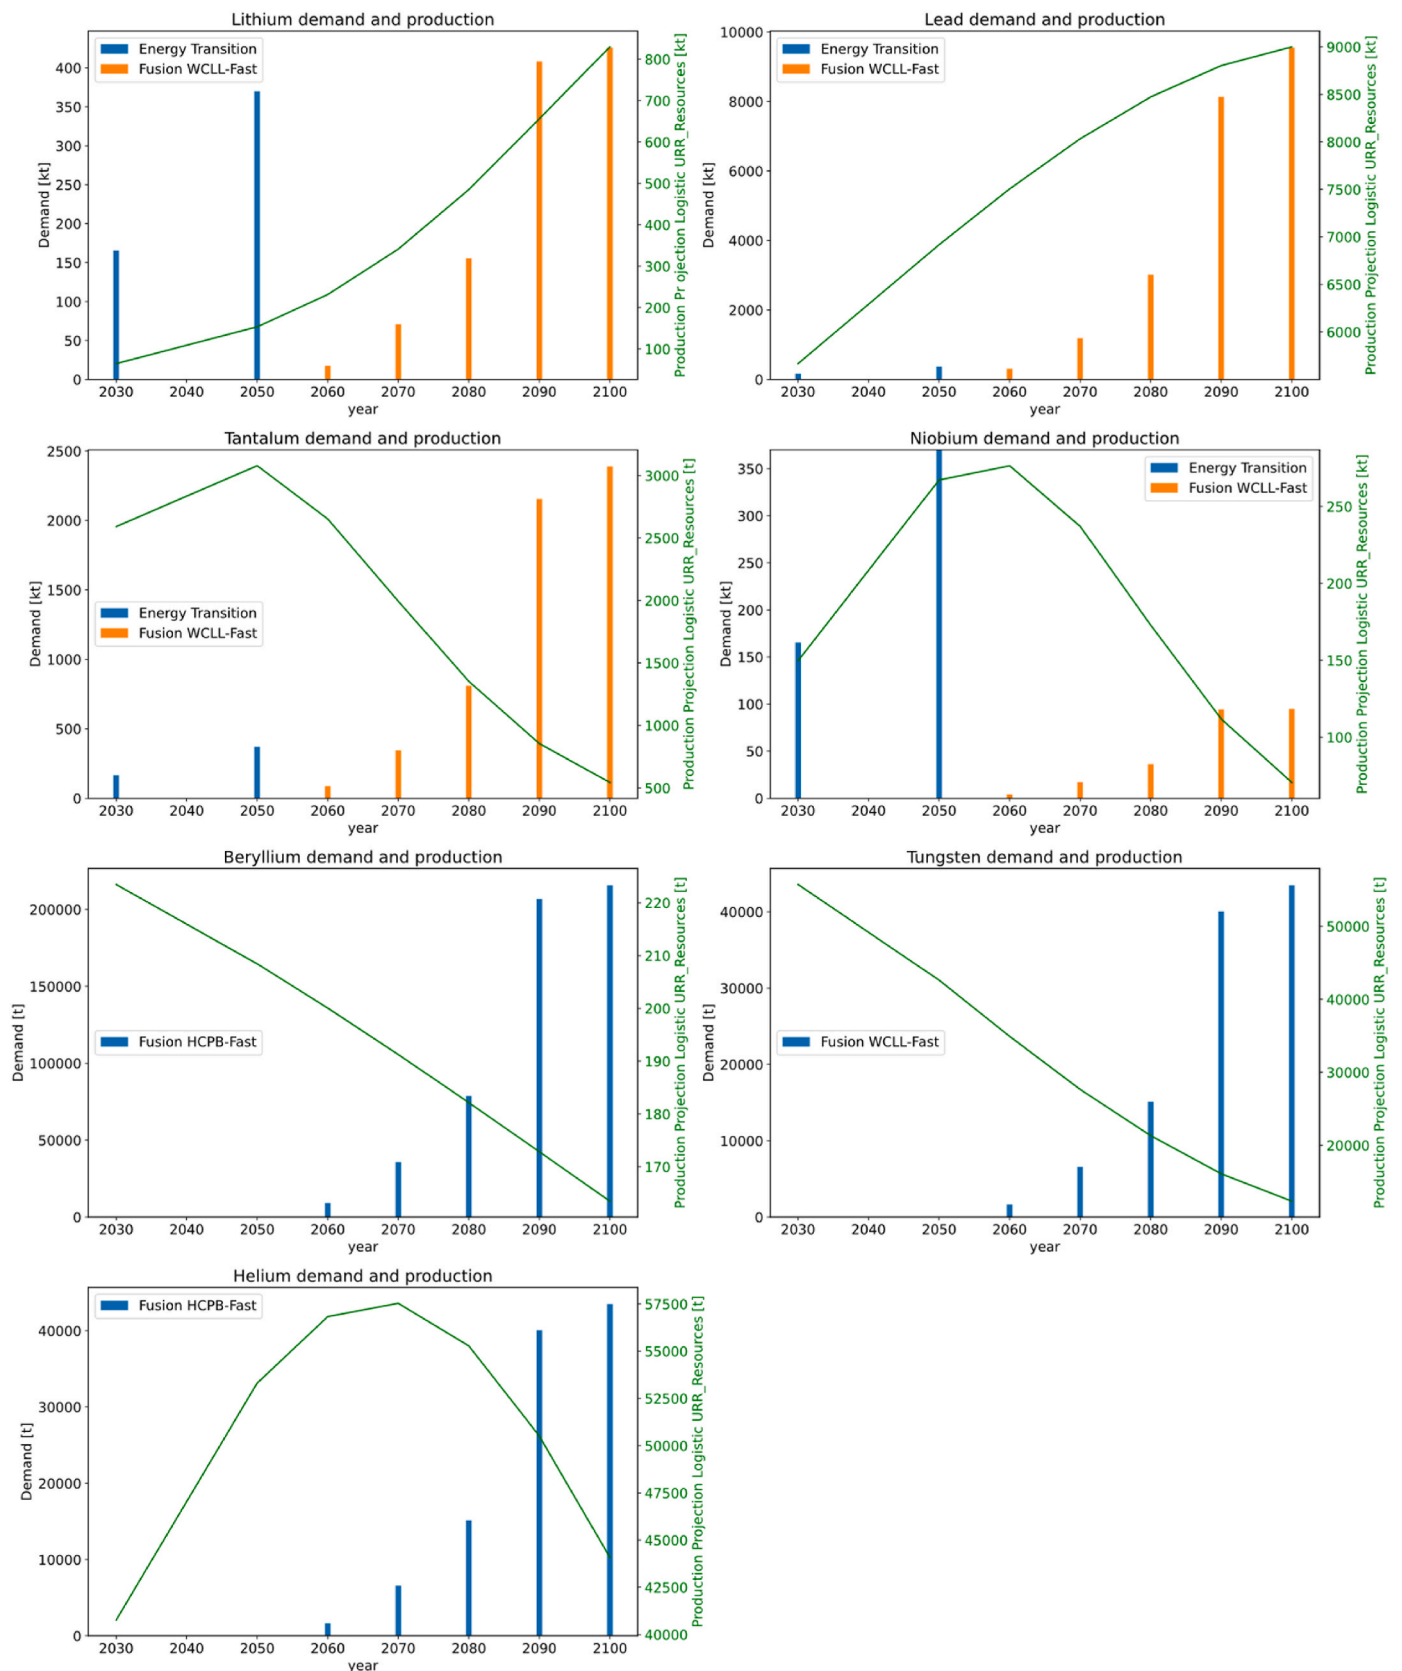 Lithium demand and production
Energy Transition
Fusion WCLL-Fast
400
350
300
250
200
150
100
50
0
Demand [kt]
800
700
600
500
400
300
200
100
Production Pr ojection Logistic URR_Resources [kt]
2030 2040 2050 2060 2070 2080 2090 2100
year
Lead demand and production
Energy Transition
Fusion WCLL-Fast
10000
8000
6000
4000
2000
0
Demand [kt]
9000
8500
8000
7500
7000
6500
6000
Production Projection Logistic URR_Resources [kt]
2030 2040 2050 2060 2070 2080 2090 2100
year
Tantalum demand and production
Energy Transition
Fusion WCLL-Fast
2500
2000
1500
1000
500
0
Demand [kt]
3000
2500
2000
1500
1000
500
Production Projection Logistic URR_Resources [t]
2030 2040 2050 2060 2070 2080 2090 2100
year
Niobium demand and production
Energy Transition
Fusion WCLL-Fast
350
300
250
200
150
100
50
0
Demand [kt]
250
200
150
100
Production Projection Logistic URR_Resources [kt]
2030 2040 2050 2060 2070 2080 2090 2100
year
Beryllium demand and production
Fusion HCPB-Fast
200000
150000
100000
50000
0
Demand [t]
220
210
200
190
180
170
Production Projection Logistic URR_Resources [t]
2030 2040 2050 2060 2070 2080 2090 2100
year
Tungsten demand and production
Fusion WCLL-Fast
40000
30000
20000
10000
0
Demand [t]
50000
40000
30000
20000
Production Projection Logistic URR_Resources [t]
2030 2040 2050 2060 2070 2080 2090 2100
year
Helium demand and production
Fusion HCPB-Fast
40000
30000
20000
10000
0
Demand [t]
57500
55000
52500
50000
47500
45000
42500
40000
Production Projection Logistic URR_Resources [t]
2030 2040 2050 2060 2070 2080 2090 2100
year